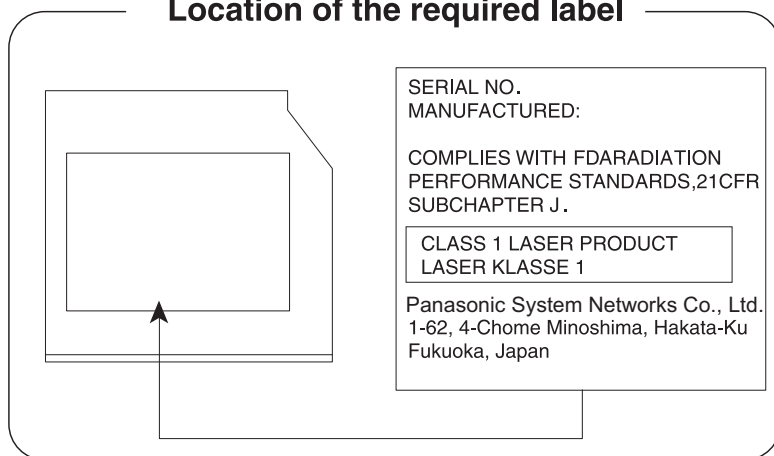 Location of the required label
SERIAL NO.
MANUFACTURED:
COMPLIES WITH FDARADIATION
PERFORMANCE STANDARDS,21CFR
SUBCHAPTER J.
CLASS 1 LASER PRODUCT
LASER KLASSE 1
Panasonic System Networks Co., Ltd.
1-62, 4-Chome Minoshima, Hakata-Ku
Fukuoka, Japan